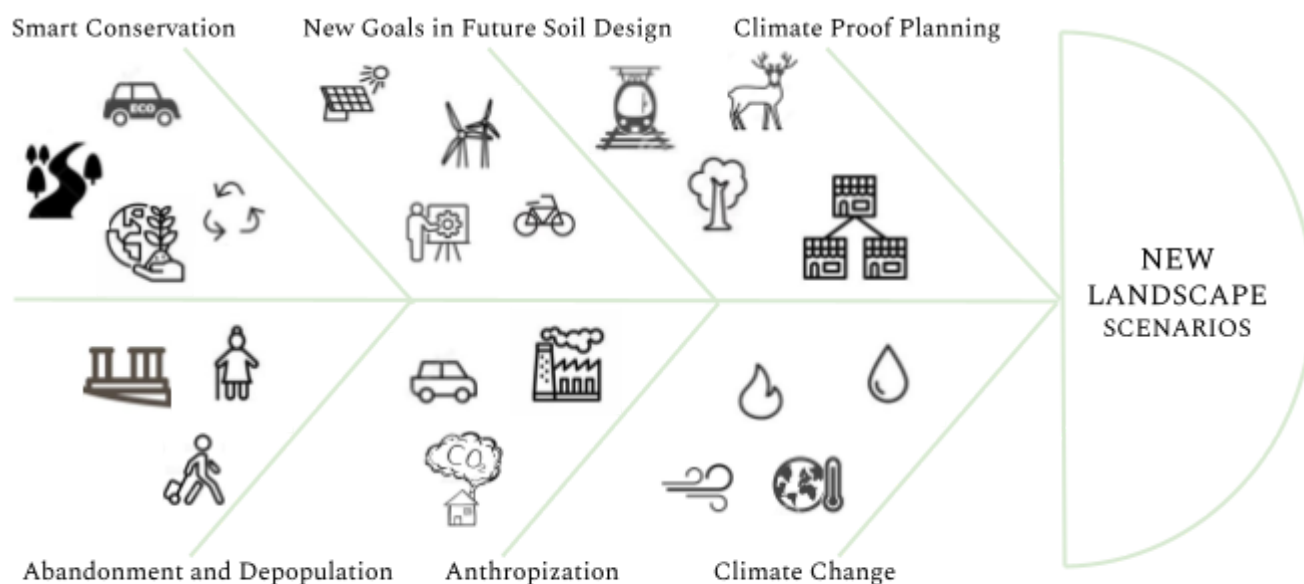 Smart Conservation
New Goals in Future Soil Design
Climate Proof Planning
ECO
NEW
LANDSCAPE
SCENARIOS
CO₂
Abandonment and Depopulation
Anthropization
Climate Change